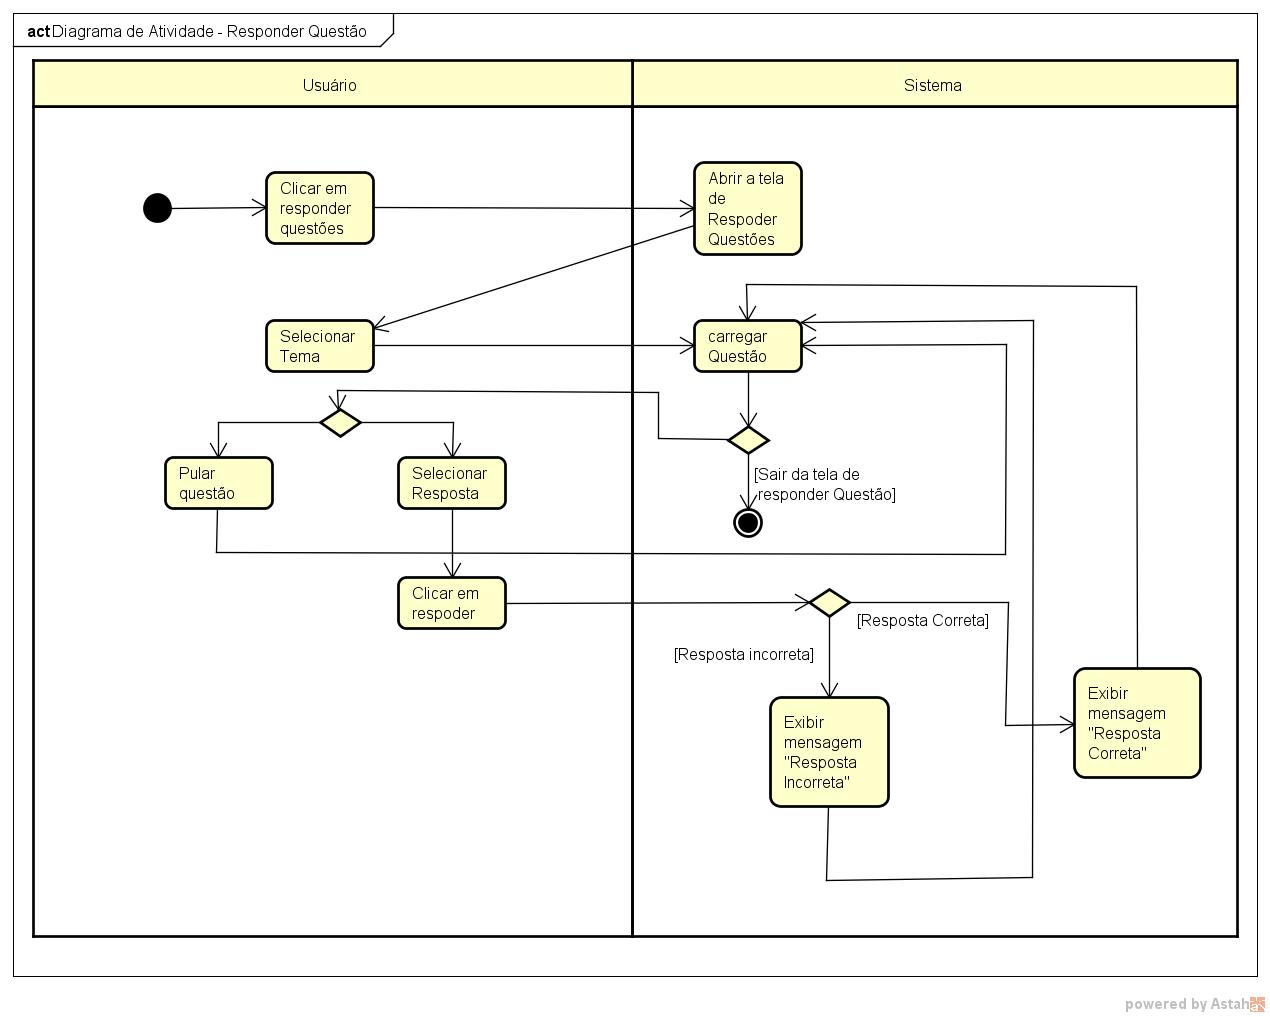 act Diagrama de Atividade - Responder Questão
Usuário
Sistema
Clicar em
responder
questões
Abrir a tela
de
Respoder
Questões
Selecionar
Tema
carregar
Questão
Pular
questão
Selecionar
Resposta
[Sair da tela de
responder Questão]
Clicar em
respoder
[Resposta Correta]
[Resposta incorreta]
Exibir
mensagem
"Resposta
Incorreta"
Exibir
mensagem
"Resposta
Correta"
powered by Astah